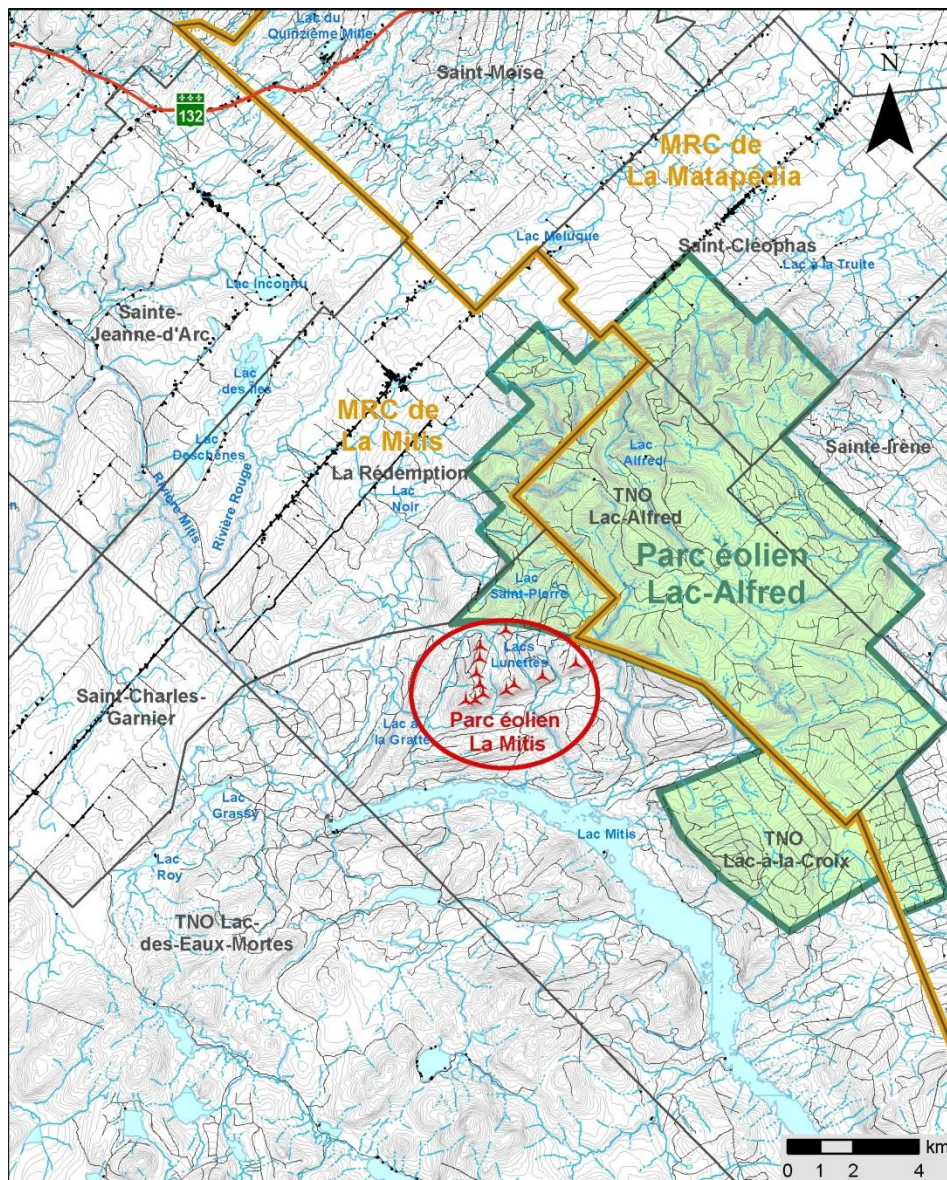 Lac du
Quinzième Mille
Saint-Moïse
N
132
MRC de
La Matapédia
Lac Méluque
Saint-Cléophas
Lac à la Truite
Lac Inconnu
Sainte-
Jeanne-d'Arc
Lac
des Îles
MRC de
La Mitis
Lac
Deschênes
La Rédemption
Lac
Alfred
Sainte-Irène
Rivière Mitis
Rivière Rouge
Lac
Noir
TNO
Lac-Alfred
Parc éolien
Lac-Alfred
Lac
Saint-Pierre
Lacs
Lunettes
Saint-Charles-
Garnier
Lac à
la Gratte
Parc éolien
La Mitis
Lac
Grassy
Lac Mitis
TNO
Lac-à-la-Croix
Lac
Roy
TNO Lac-
des-Eaux-Mortes
km
0 1 2 4